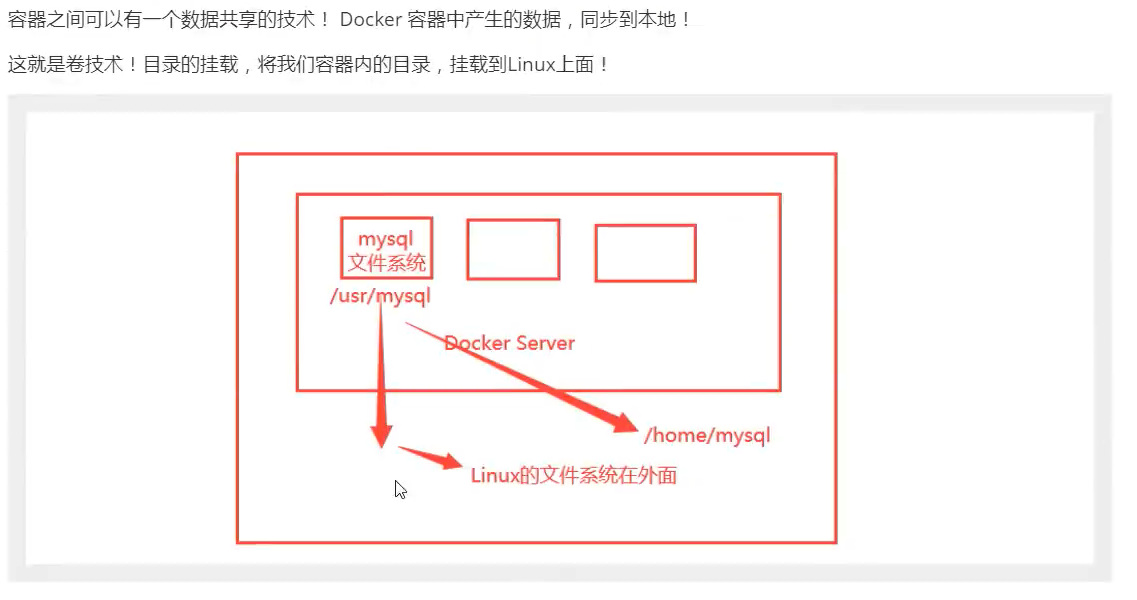 容器之间可以有一个数据共享的技术！Docker 容器中产生的数据，同步到本地！
这就是卷技术！目录的挂载，将我们容器内的目录，挂载到Linux上面！
mysql
文件系统
/usr/mysql
Docker Server
/home/mysql
Linux的文件系统在外面